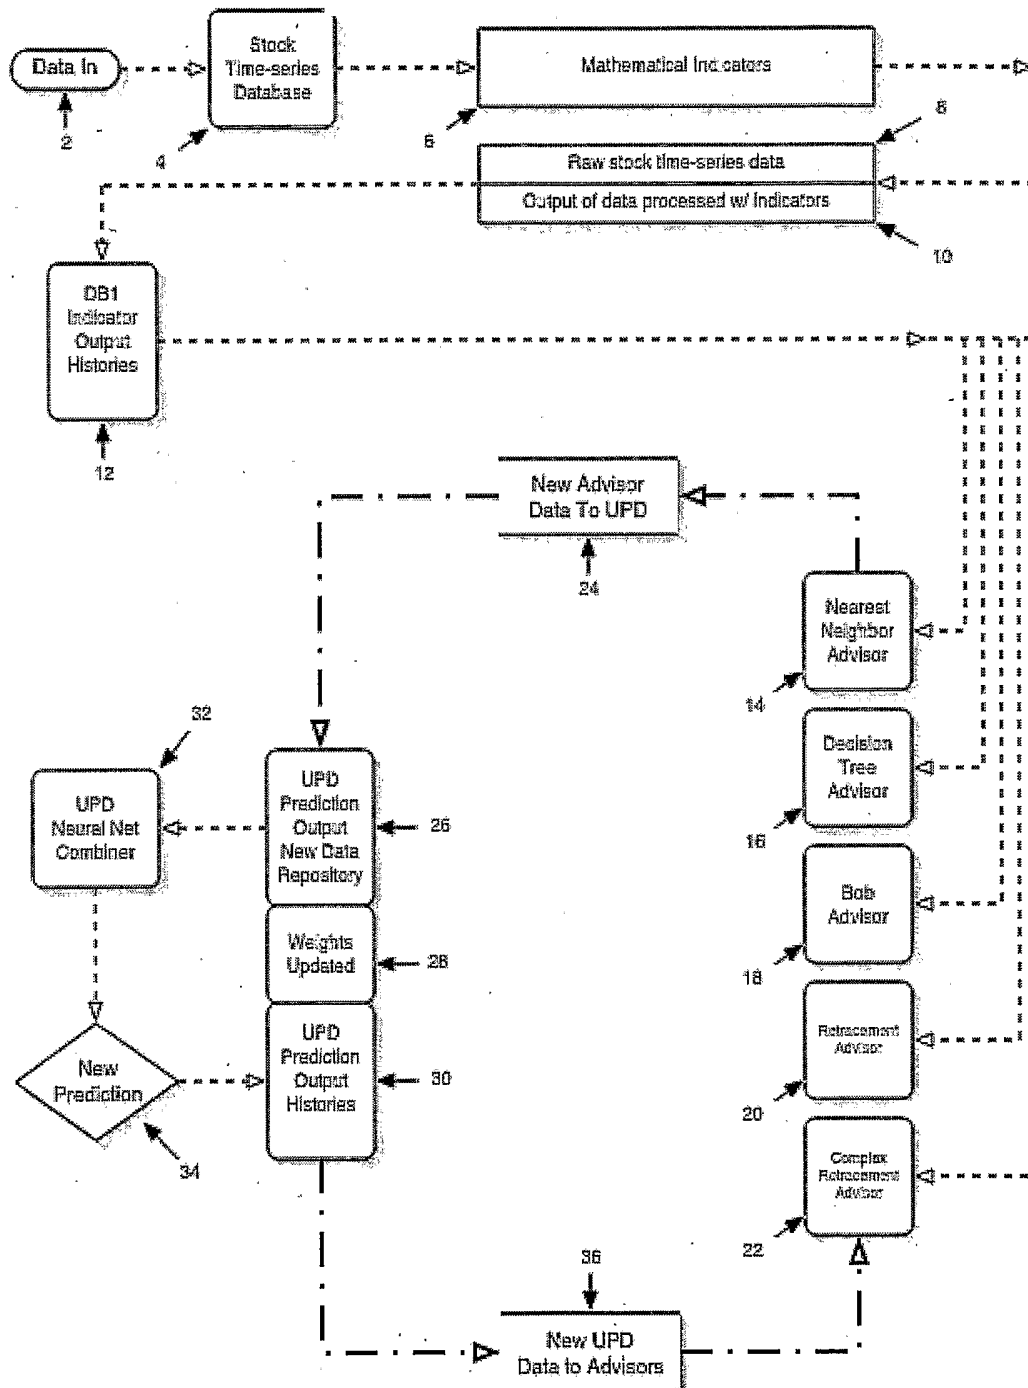 Data In
2
Stock
Time-series
Database
4
Mathematical Indicators
6
8
Raw stock time-series data
Output of data processed w/ Indicators
10
DB1
Indicator
Output
Histories
12
New Advisor
Data To UPD
24
Nearest
Neighbor
Advisor
14
Decision
Tree
Advisor
16
Bob
Advisor
18
Retracement
Advisor
20
Complex
Retracement
Advisor
22
32
UPD
Neural Net
Combiner
UPD
Prediction
Output
New Data
Repository
26
Weights
Updated
28
UPD
Prediction
Output
Histories
30
New
Prediction
34
36
New UPD
Data to Advisors